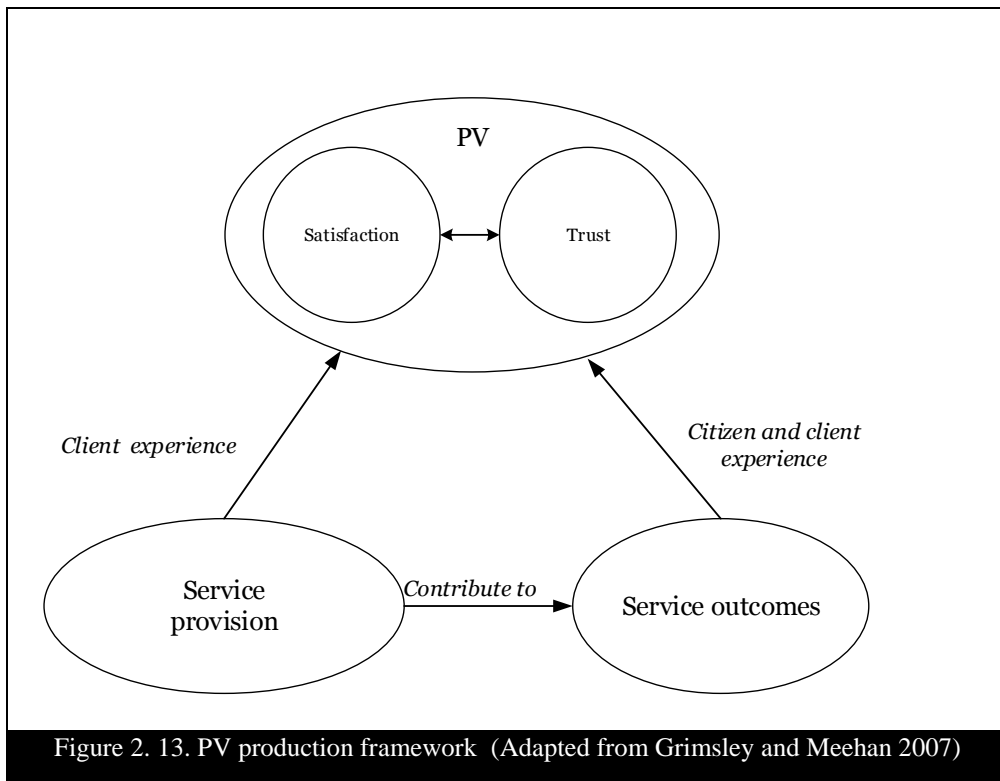 PV
Satisfaction
Trust
Client experience
Citizen and client
experience
Service
provision
Contribute to
Service outcomes
Figure 2. 13. PV production framework (Adapted from Grimsley and Meehan 2007)